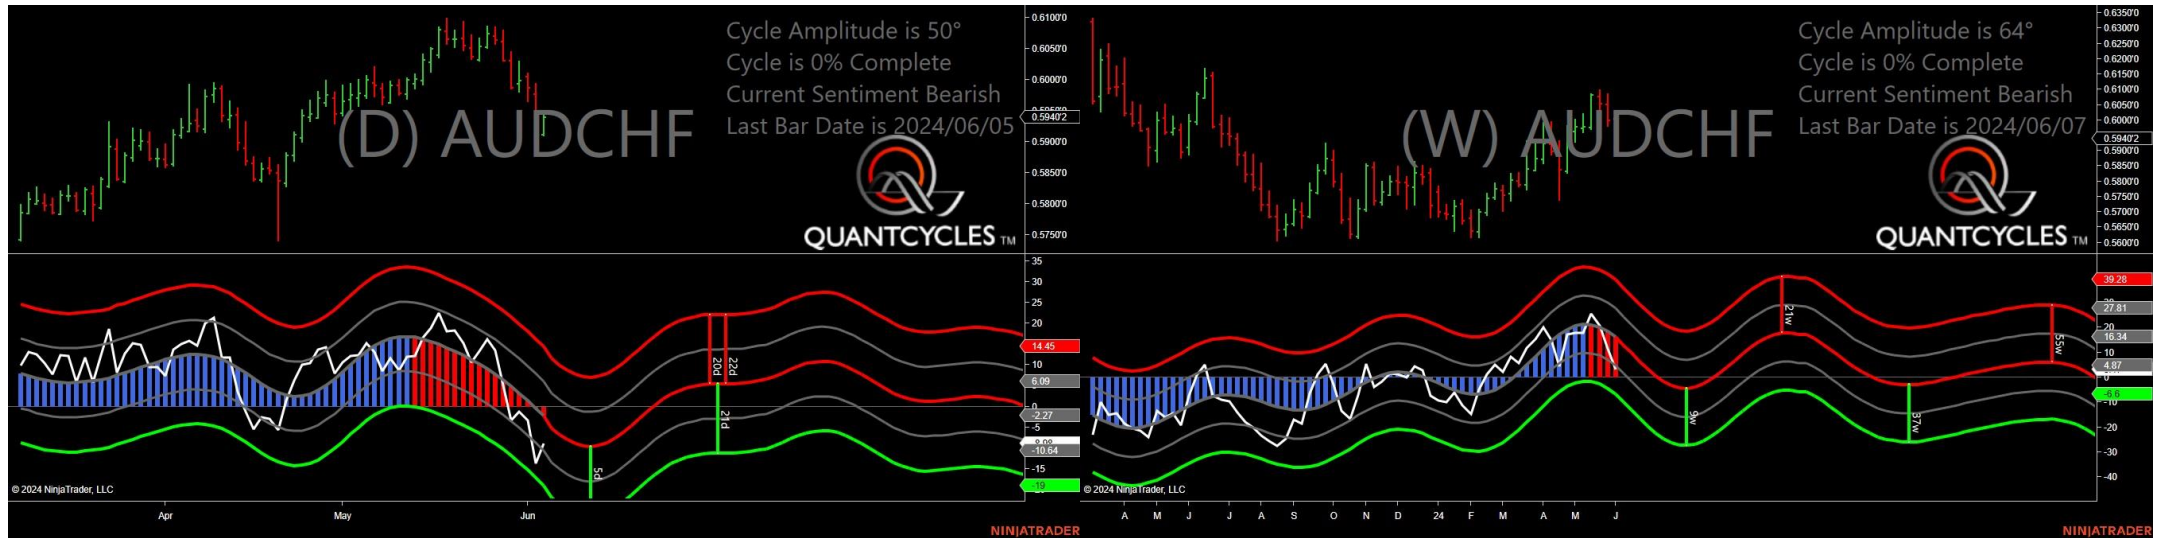 Cycle Amplitude is 50°
Cycle is 0% Complete
Current Sentiment Bearish
Last Bar Date is 2024/06/05
(D) AUDCHF
QUANTCYCLES TM
0.6100'0
0.6050'0
0.6000'0
0.5940'2
0.5900'0
0.5850'0
0.5800'0
0.5750'0
35
30
25
20
14.45
10
6.09
0
-2.27
-5
-10.64
-15
-19
20d
22d
21d
5d
© 2024 NinjaTrader, LLC
Apr
May
Jun
NINJATRADER
Cycle Amplitude is 64°
Cycle is 0% Complete
Current Sentiment Bearish
Last Bar Date is 2024/06/07
(W) AUDCHF
QUANTCYCLES TM
0.6350'0
0.6300'0
0.6250'0
0.6200'0
0.6150'0
0.6100'0
0.6050'0
0.6000'0
0.5940'2
0.5900'0
0.5850'0
0.5800'0
0.5750'0
0.5700'0
0.5650'0
0.5600'0
39.28
27.81
20
16.34
10
4.87
0
-6.6
-10
-20
-30
-40
21w
55w
9w
37w
© 2024 NinjaTrader, LLC
A M J J A S O N D 24 F M A M J
NINJATRADER